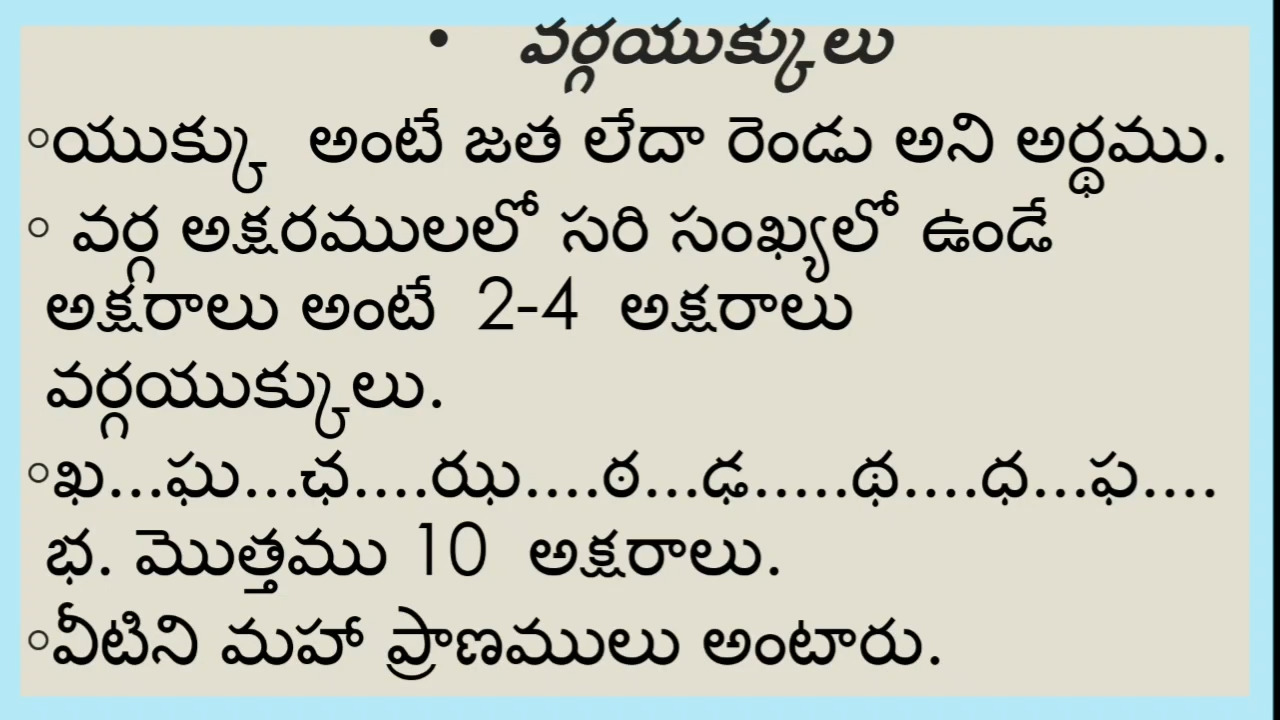 • వర్గయుక్కులు
◦యుక్కు అంటే జత లేదా రెండు అని అర్థము.
◦ వర్గ అక్షరములలో సరి సంఖ్యలో ఉండే
అక్షరాలు అంటే 2-4 అక్షరాలు
వర్గయుక్కులు.
◦ఖ...ఘ...ఛ....ఝ....ఠ...ఢ.....థ....ధ...ఫ....
భ. మొత్తము 10 అక్షరాలు.
◦వీటిని మహా ప్రాణములు అంటారు.